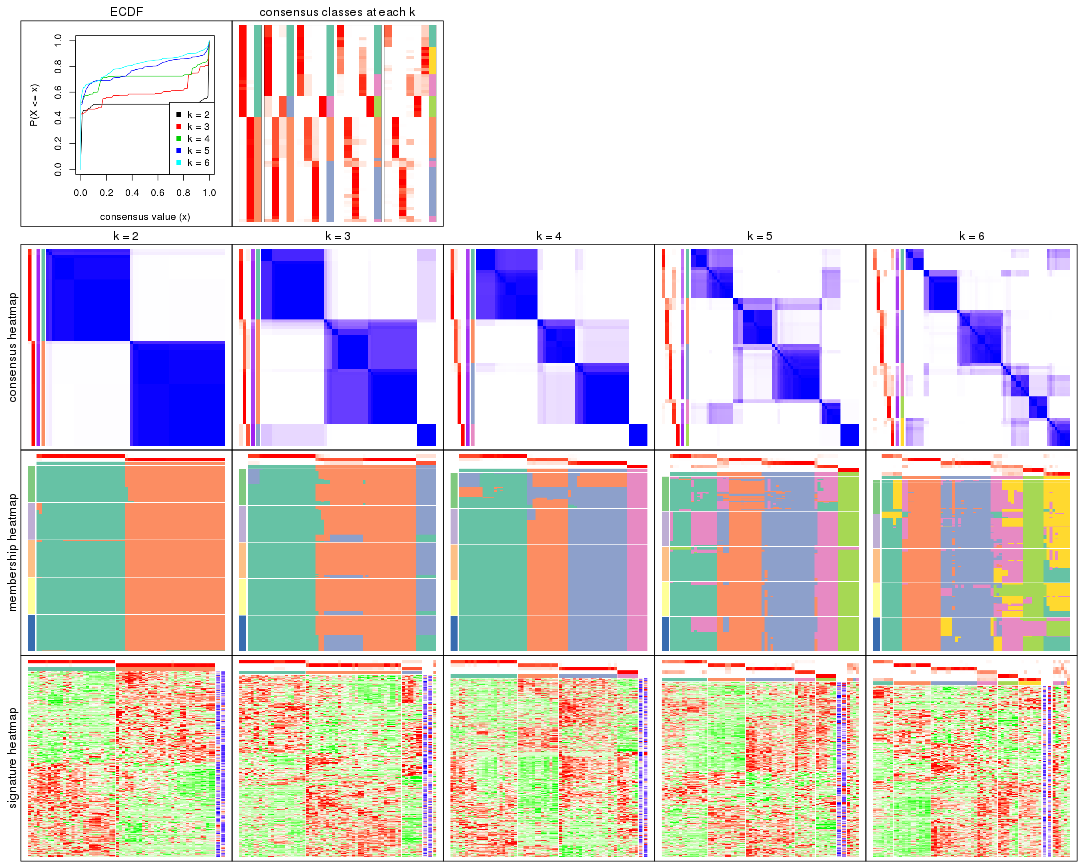 ECDF
consensus classes at each k
P(X <= x)
0.0 0.2 0.4 0.6 0.8 1.0
k = 2
k = 3
k = 4
k = 5
k = 6
0.0 0.2 0.4 0.6 0.8 1.0
consensus value (x)
k = 2 k = 3 k = 4 k = 5 k = 6
consensus heatmap
membership heatmap
signature heatmap